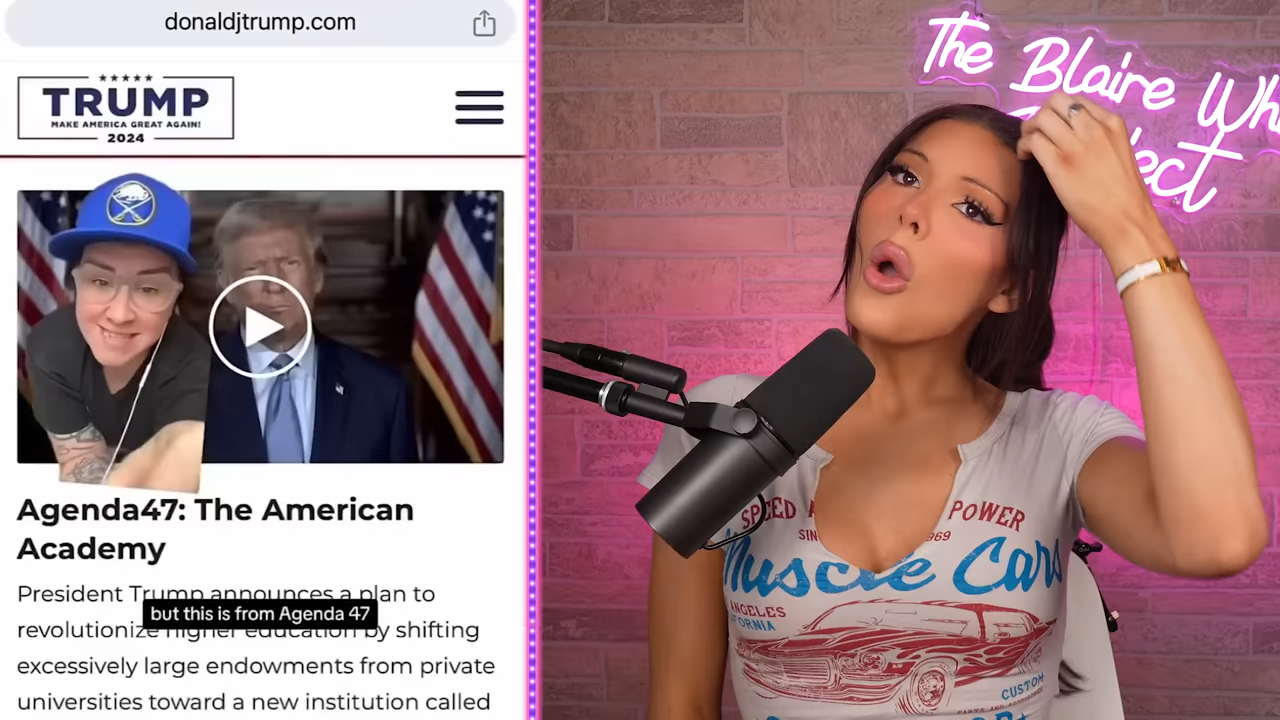 donaldjtrump.com
TRUMP
MAKE AMERICA GREAT AGAIN!
2024
Agenda47: The American
Academy
President Trump announces a plan to
but this is from Agenda 47
revolutionize higher education by shifting
excessively large endowments from private
universities toward a new institution called
The Blaire Wh
ect
SPEED POWER
SIN 969
Muscle Cars
ANGELES
CUSTOM